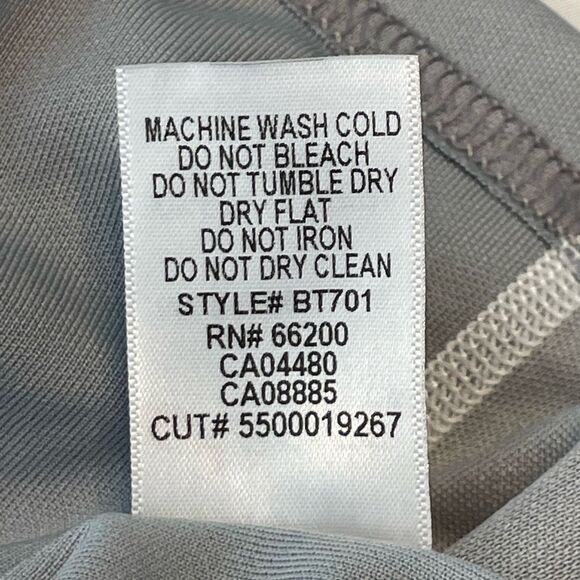 MACHINE WASH COLD
DO NOT BLEACH
DO NOT TUMBLE DRY
DRY FLAT
DO NOT IRON
DO NOT DRY CLEAN
STYLE# BT701
RN# 66200
CA04480
CA08885
CUT# 5500019267